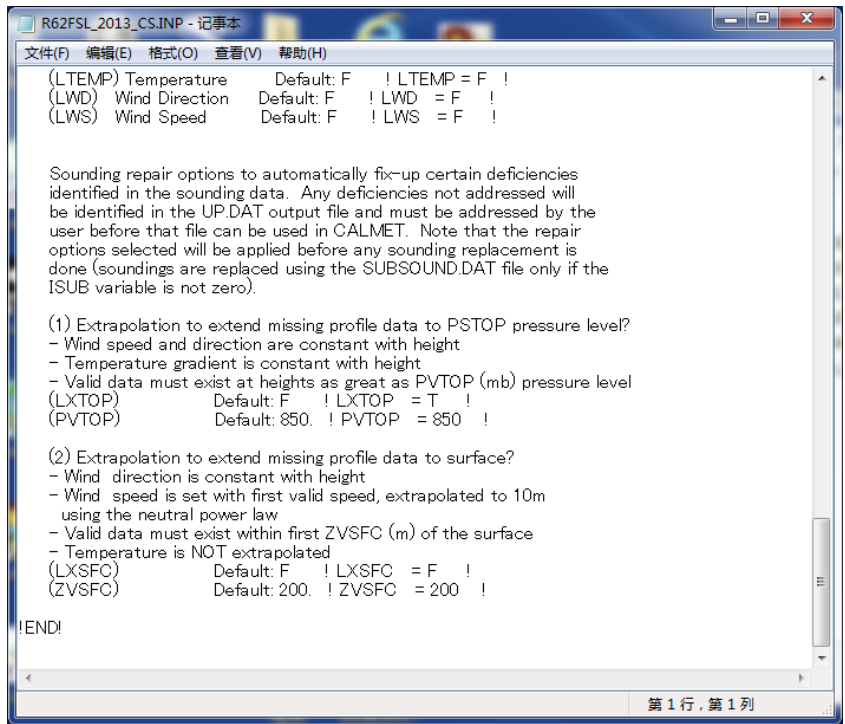 R62FSL_2013_CS.INP - 记事本
文件(F) 编辑(E) 格式(O) 查看(V) 帮助(H)
(LTEMP) Temperature Default: F ! LTEMP = F !
(LWD) Wind Direction Default: F ! LWD = F !
(LWS) Wind Speed Default: F ! LWS = F !
Sounding repair options to automatically fix-up certain deficiencies
identified in the sounding data. Any deficiencies not addressed will
be identified in the UP.DAT output file and must be addressed by the
user before that file can be used in CALMET. Note that the repair
options selected will be applied before any sounding replacement is
done (soundings are replaced using the SUBSOUND.DAT file only if the
ISUB variable is not zero).
(1) Extrapolation to extend missing profile data to PSTOP pressure level?
- Wind speed and direction are constant with height
- Temperature gradient is constant with height
- Valid data must exist at heights as great as PVTOP (mb) pressure level
(LXTOP) Default: F ! LXTOP = T !
(PVTOP) Default: 850. ! PVTOP = 850 !
(2) Extrapolation to extend missing profile data to surface?
- Wind direction is constant with height
- Wind speed is set with first valid speed, extrapolated to 10m
using the neutral power law
- Valid data must exist within first ZVSFC (m) of the surface
- Temperature is NOT extrapolated
(LXSFC) Default: F ! LXSFC = F !
(ZVSFC) Default: 200. ! ZVSFC = 200 !
!END!
第 1 行，第 1 列